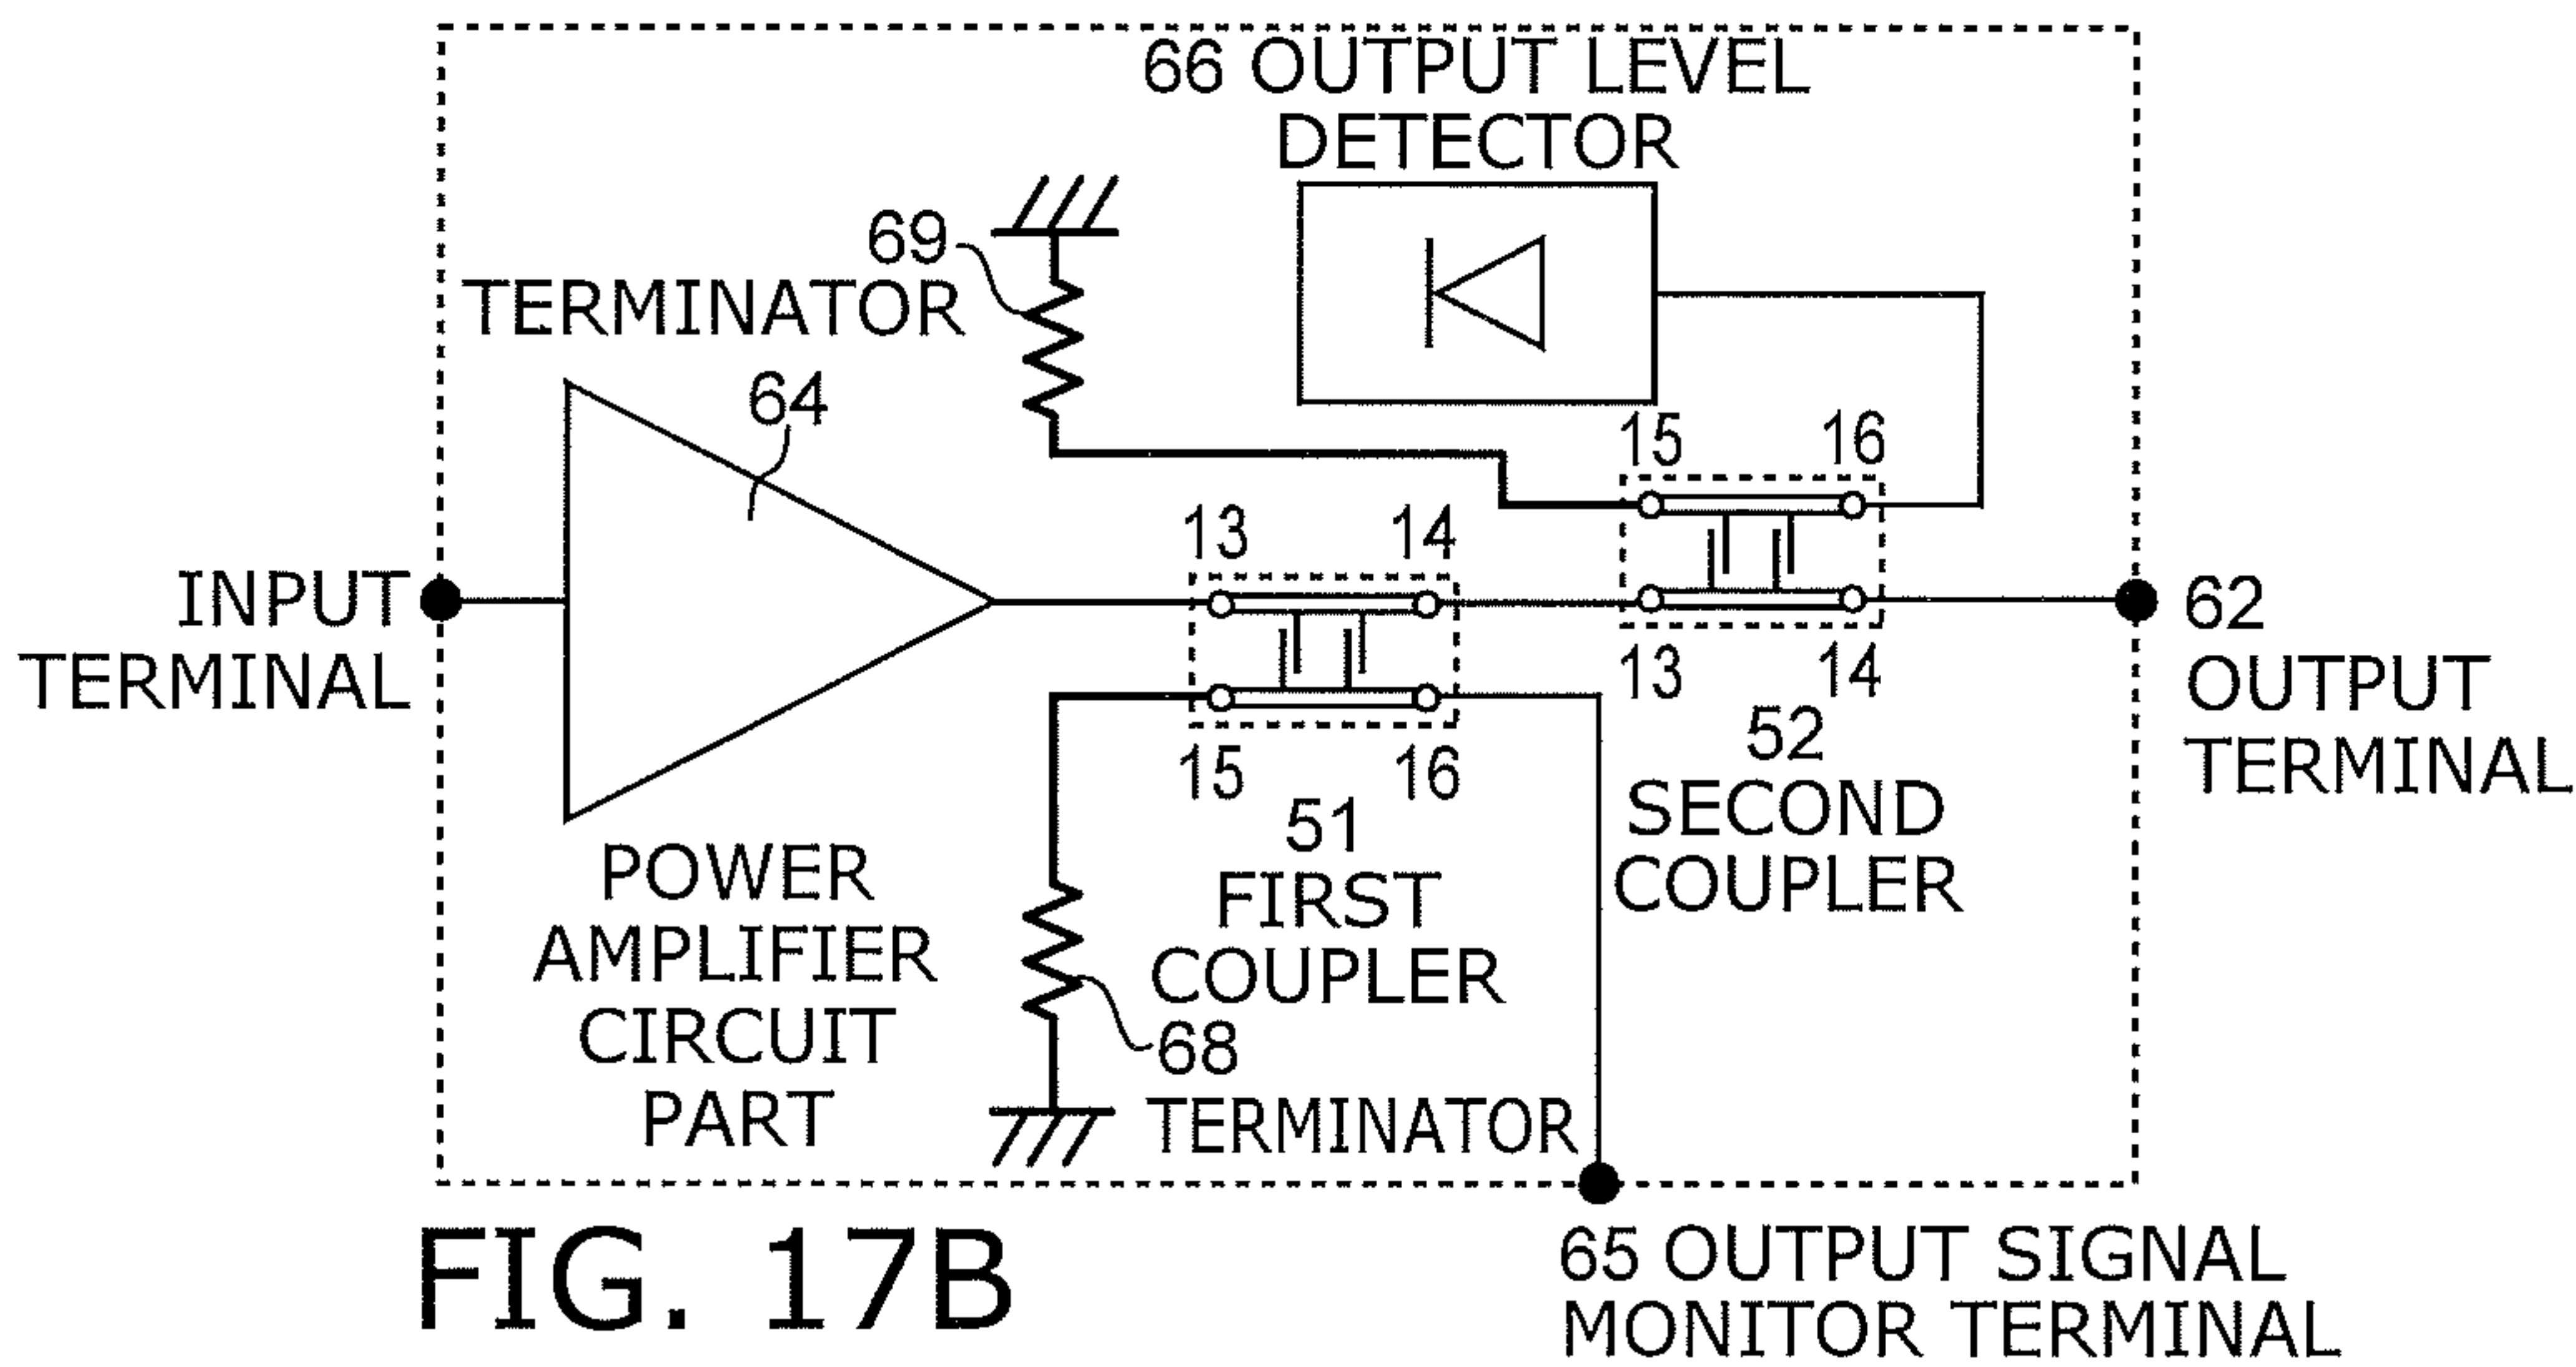 66 OUTPUT LEVEL
DETECTOR
69
TERMINATOR
64
15
16
13
14
INPUT
TERMINAL
62
OUTPUT
TERMINAL
13
14
15
16
52
SECOND
COUPLER
51
FIRST
COUPLER
POWER
AMPLIFIER
CIRCUIT
PART
68
TERMINATOR
65 OUTPUT SIGNAL
MONITOR TERMINAL
FIG. 17B